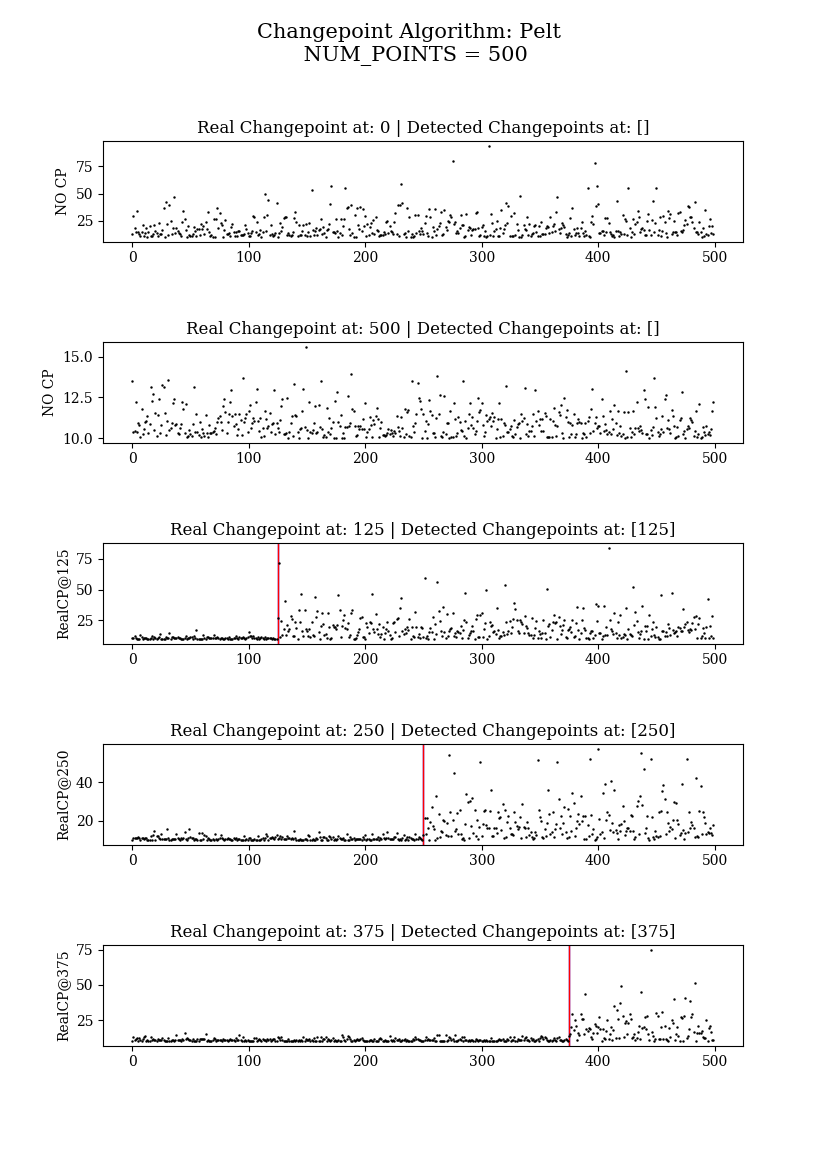 Changepoint Algorithm: Pelt
NUM_POINTS = 500
Real Changepoint at: 0 | Detected Changepoints at: []
NO CP
75
50
25
0 100 200 300 400 500
Real Changepoint at: 500 | Detected Changepoints at: []
NO CP
15.0
12.5
10.0
0 100 200 300 400 500
Real Changepoint at: 125 | Detected Changepoints at: [125]
RealCP@125
75
50
25
0 100 200 300 400 500
Real Changepoint at: 250 | Detected Changepoints at: [250]
RealCP@250
40
20
0 100 200 300 400 500
Real Changepoint at: 375 | Detected Changepoints at: [375]
RealCP@375
75
50
25
0 100 200 300 400 500